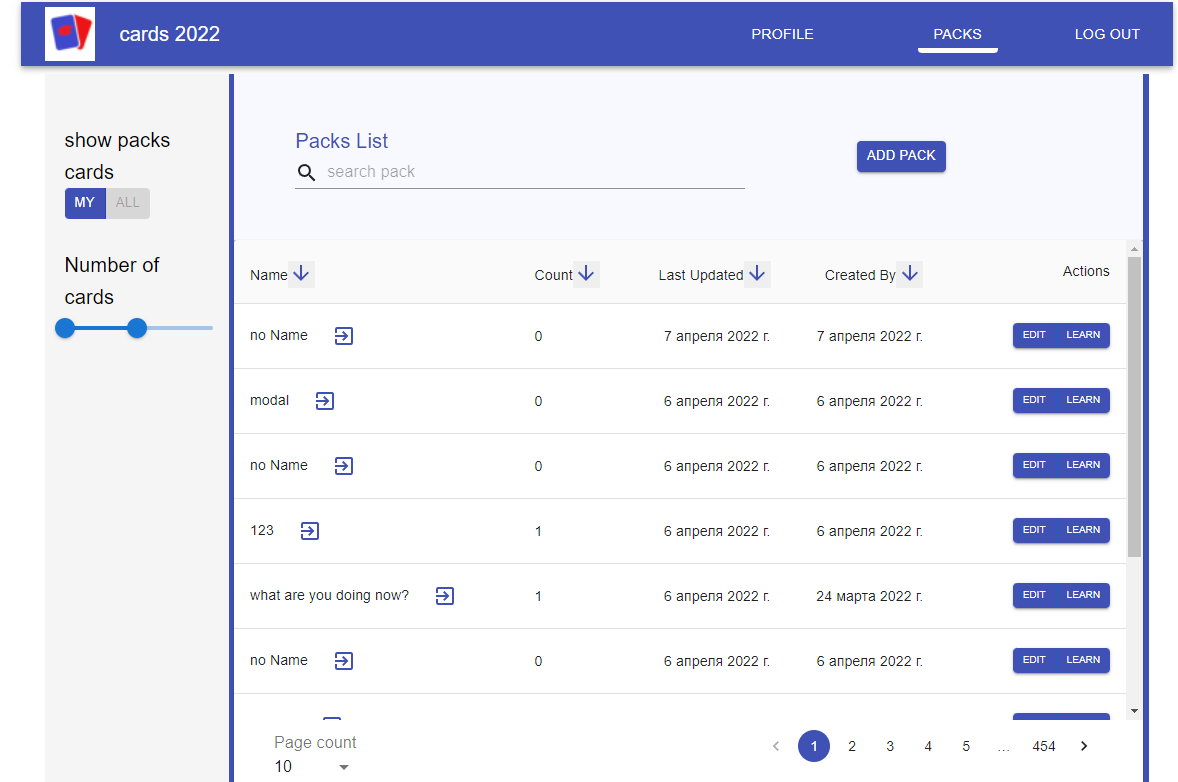 cards 2022
PROFILE
PACKS
LOG OUT
show packs
cards
MY ALL
Number of
cards
Packs List
search pack
ADD PACK
Name Count Last Updated Created By Actions
no Name 0 7 апреля 2022 г. 7 апреля 2022 г. EDIT LEARN
modal 0 6 апреля 2022 г. 6 апреля 2022 г. EDIT LEARN
no Name 0 6 апреля 2022 г. 6 апреля 2022 г. EDIT LEARN
123 1 6 апреля 2022 г. 6 апреля 2022 г. EDIT LEARN
what are you doing now? 1 6 апреля 2022 г. 24 марта 2022 г. EDIT LEARN
no Name 0 6 апреля 2022 г. 6 апреля 2022 г. EDIT LEARN
Page count
10
1 2 3 4 5 ... 454